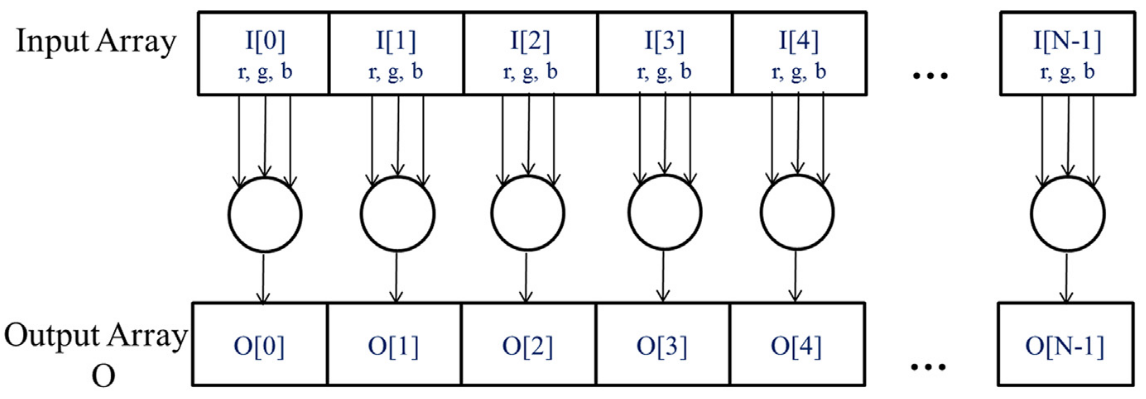 Input Array
I[0] I[1] I[2] I[3] I[4] ... I[N-1]
r, g, b r, g, b r, g, b r, g, b r, g, b r, g, b
Output Array
O
O[0] O[1] O[2] O[3] O[4] ... O[N-1]